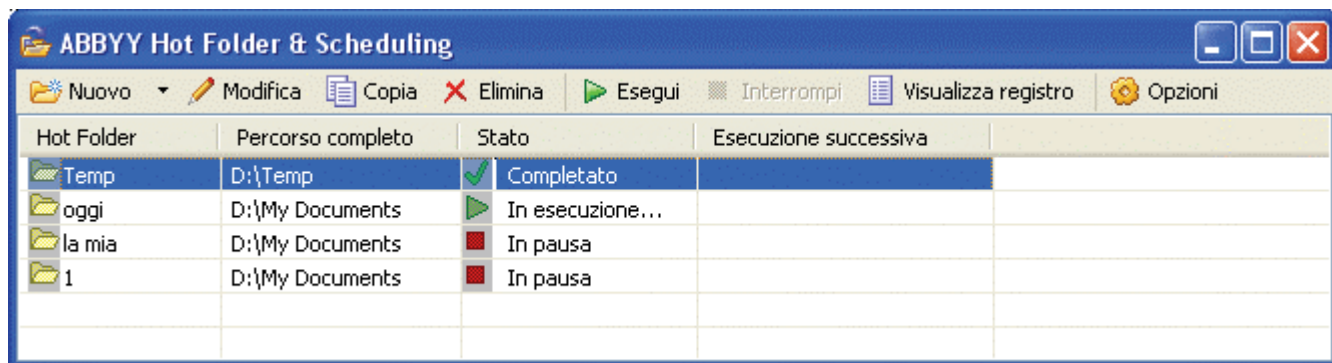 ABBYY Hot Folder & Scheduling
Nuovo Modifica Copia Elimina Esegui Interrompi Visualizza registro Opzioni
Hot Folder Percorso completo Stato Esecuzione successiva
Temp D:\Temp Completato
oggi D:\My Documents In esecuzione...
la mia D:\My Documents In pausa
1 D:\My Documents In pausa